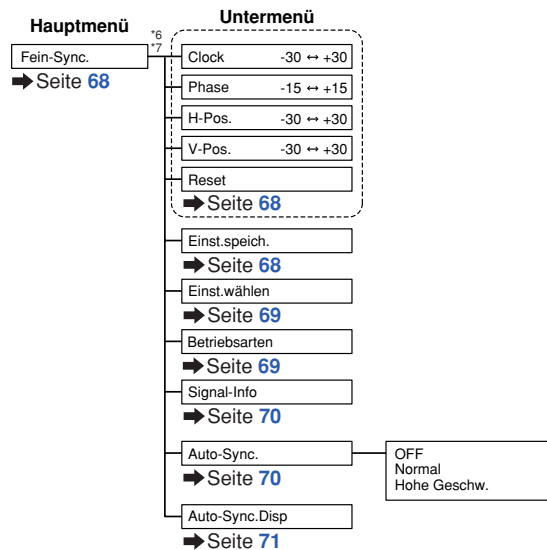 Hauptmenü
Untermenü
*6
*7
Fein-Sync.
➡ Seite 68
Clock -30 ↔ +30
Phase -15 ↔ +15
H-Pos. -30 ↔ +30
V-Pos. -30 ↔ +30
Reset
➡ Seite 68
Einst.speich.
➡ Seite 68
Einst.wählen
➡ Seite 69
Betriebsarten
➡ Seite 69
Signal-Info
➡ Seite 70
Auto-Sync.
➡ Seite 70
OFF
Normal
Hohe Geschw.
Auto-Sync.Disp
➡ Seite 71